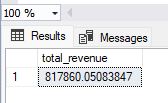 100 %
Results Messages
total_revenue
1 817860.05083847